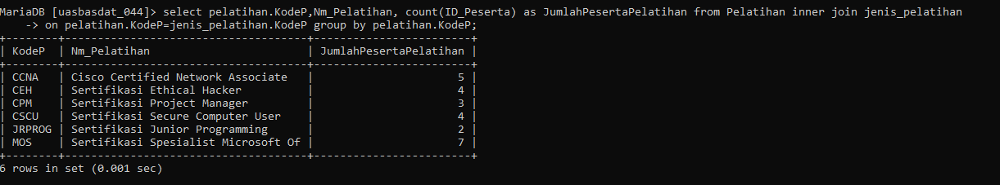 MariaDB [uasbasdat_044]> select pelatihan.KodeP,Nm_Pelatihan, count(ID_Peserta) as JumlahPesertaPelatihan from Pelatihan inner join jenis_pelatihan
    -> on pelatihan.KodeP=jenis_pelatihan.KodeP group by pelatihan.KodeP;
+--------+-------------------------------------+------------------------+
| KodeP  | Nm_Pelatihan                        | JumlahPesertaPelatihan |
+--------+-------------------------------------+------------------------+
| CCNA   | Cisco Certified Network Associate   |                      5 |
| CEH    | Sertifikasi Ethical Hacker          |                      4 |
| CPM    | Sertifikasi Project Manager         |                      3 |
| CSCU   | Sertifikasi Secure Computer User    |                      4 |
| JRPROG | Sertifikasi Junior Programming      |                      2 |
| MOS    | Sertifikasi Spesialist Microsoft Of |                      7 |
+--------+-------------------------------------+------------------------+
6 rows in set (0.001 sec)